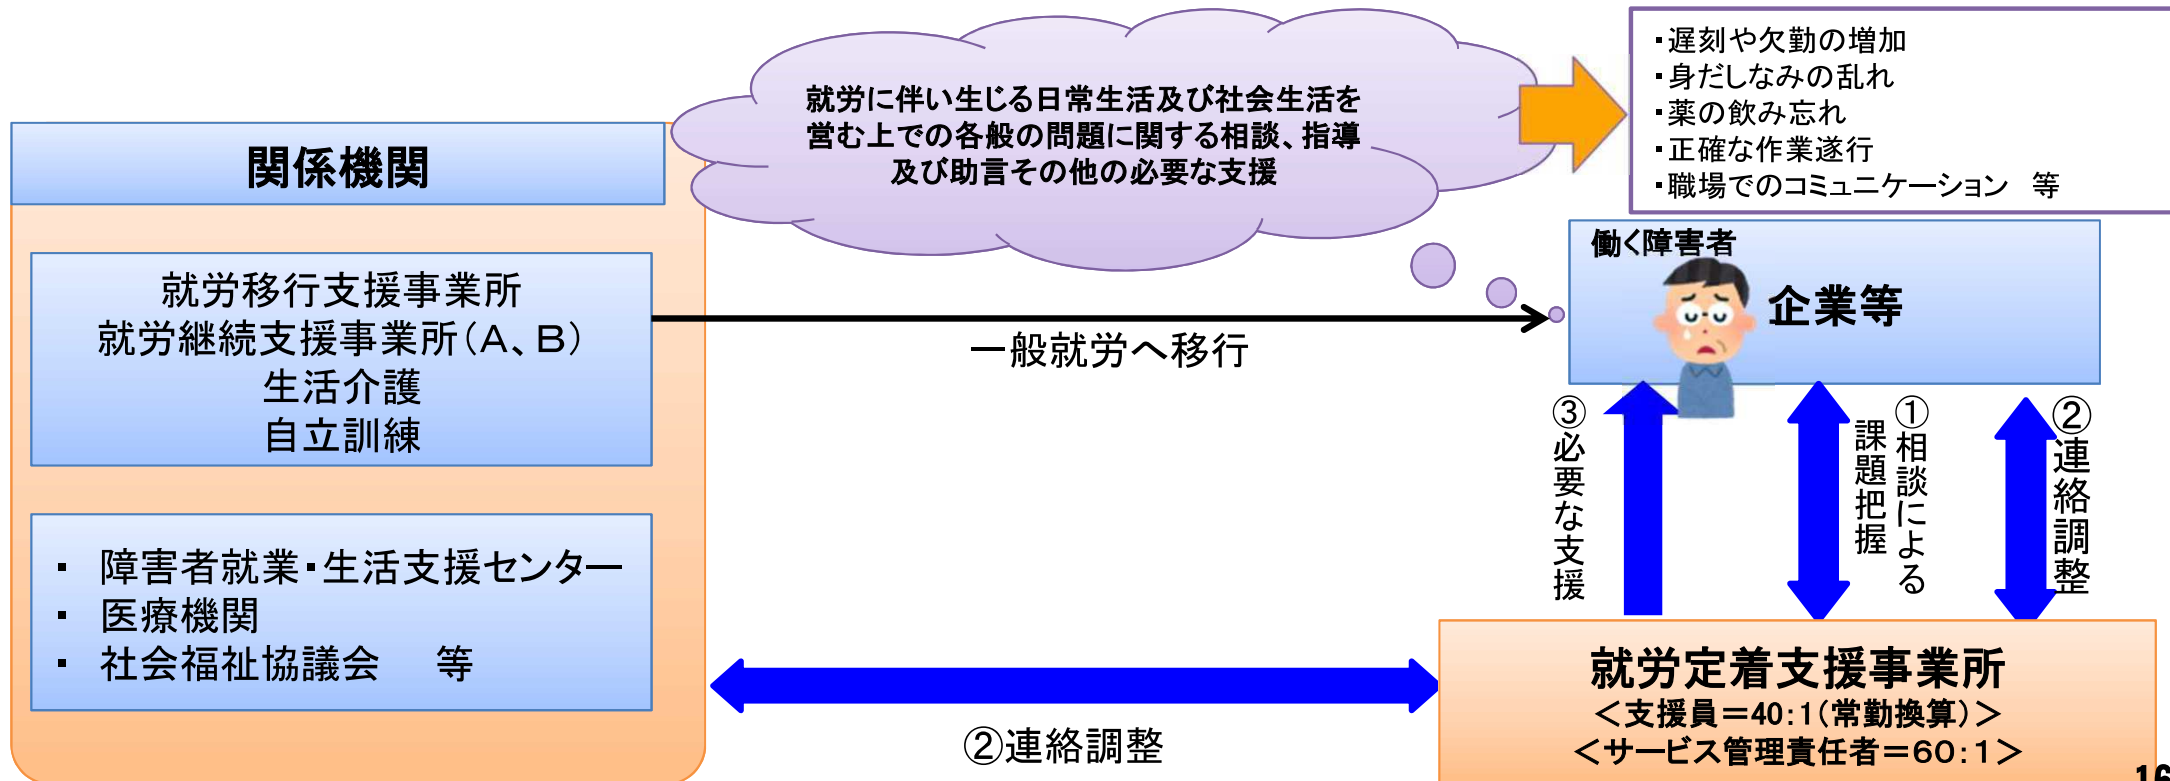 就労に伴い生じる日常生活及び社会生活を
営む上での各般の問題に関する相談、指導
及び助言その他の必要な支援
・遅刻や欠勤の増加
・身だしなみの乱れ
・薬の飲み忘れ
・正確な作業遂行
・職場でのコミュニケーション　等
関係機関
就労移行支援事業所
就労継続支援事業所(A、B)
生活介護
自立訓練
・ 障害者就業・生活支援センター
・ 医療機関
・ 社会福祉協議会　等
一般就労へ移行
働く障害者
企業等
③必要な支援
①相談による
課題把握
②連絡調整
②連絡調整
就労定着支援事業所
＜支援員＝40：1(常勤換算)＞
＜サービス管理責任者＝60：1＞
16